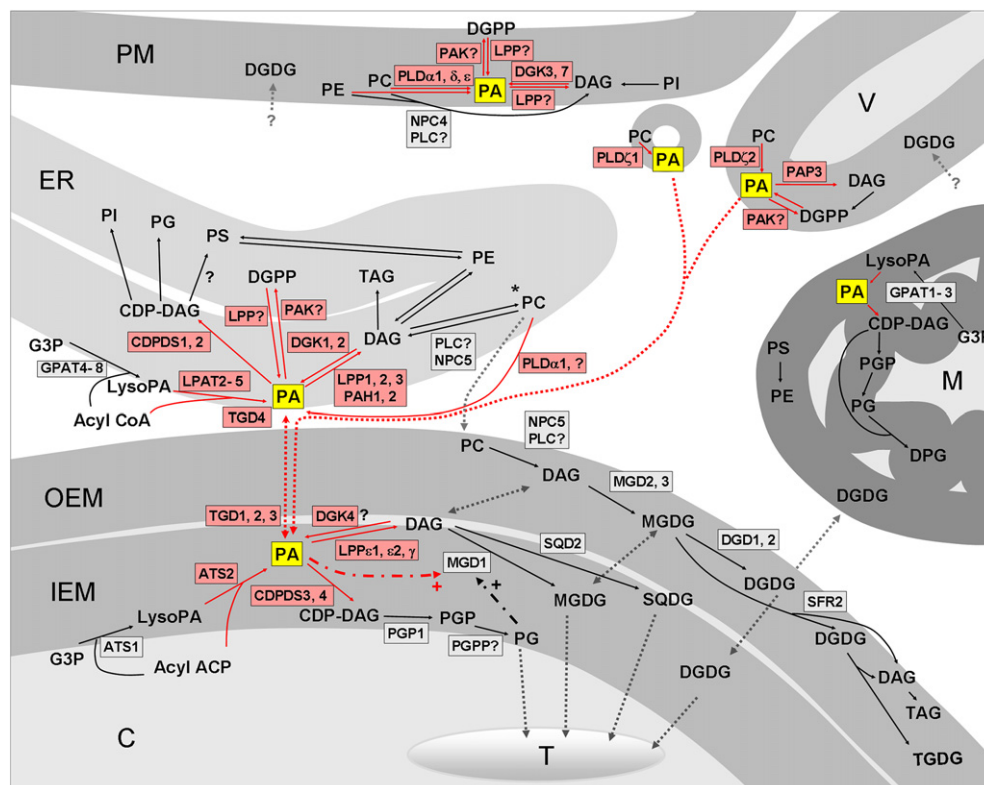 PM
DGPP
PAK?
LPP?
DGDG
?
PC
PE
PLDα1, δ, ε
PA
DGK3, 7
LPP?
DAG
PI
NPC4
PLC?
V
PC
PLDζ1
PA
PC
PLDζ2
PA
PAP3
DAG
PAK?
DGPP
DGDG
?
ER
PI
PG
PS
?
PE
DGPP
TAG
*
PC
CDP-DAG
LPP?
PAK?
DAG
CDPDS1, 2
DGK1, 2
PLC?
NPC5
G3P
GPAT4-8
LysoPA
LPAT2-5
PA
LPP1, 2, 3
PAH1, 2
PLDα1, ?
Acyl CoA
TGD4
LysoPA
PA
GPAT1-3
CDP-DAG
G3P
PS
PE
PGP
M
PG
DPG
DGDG
OEM
PC
NPC5
PLC?
DAG
MGD2, 3
TGD1, 2, 3
DGK4
?
DAG
MGDG
PA
LPPε1, ε2, γ
SQD2
DGD1, 2
MGD1
+
+
DGDG
IEM
ATS2
CDPDS3, 4
MGDG
SQDG
SFR2
LysoPA
CDP-DAG
PGP
PG
DGDG
G3P
ATS1
Acyl ACP
PGP1
PGPP?
DGDG
DAG
TAG
C
T
TGDG